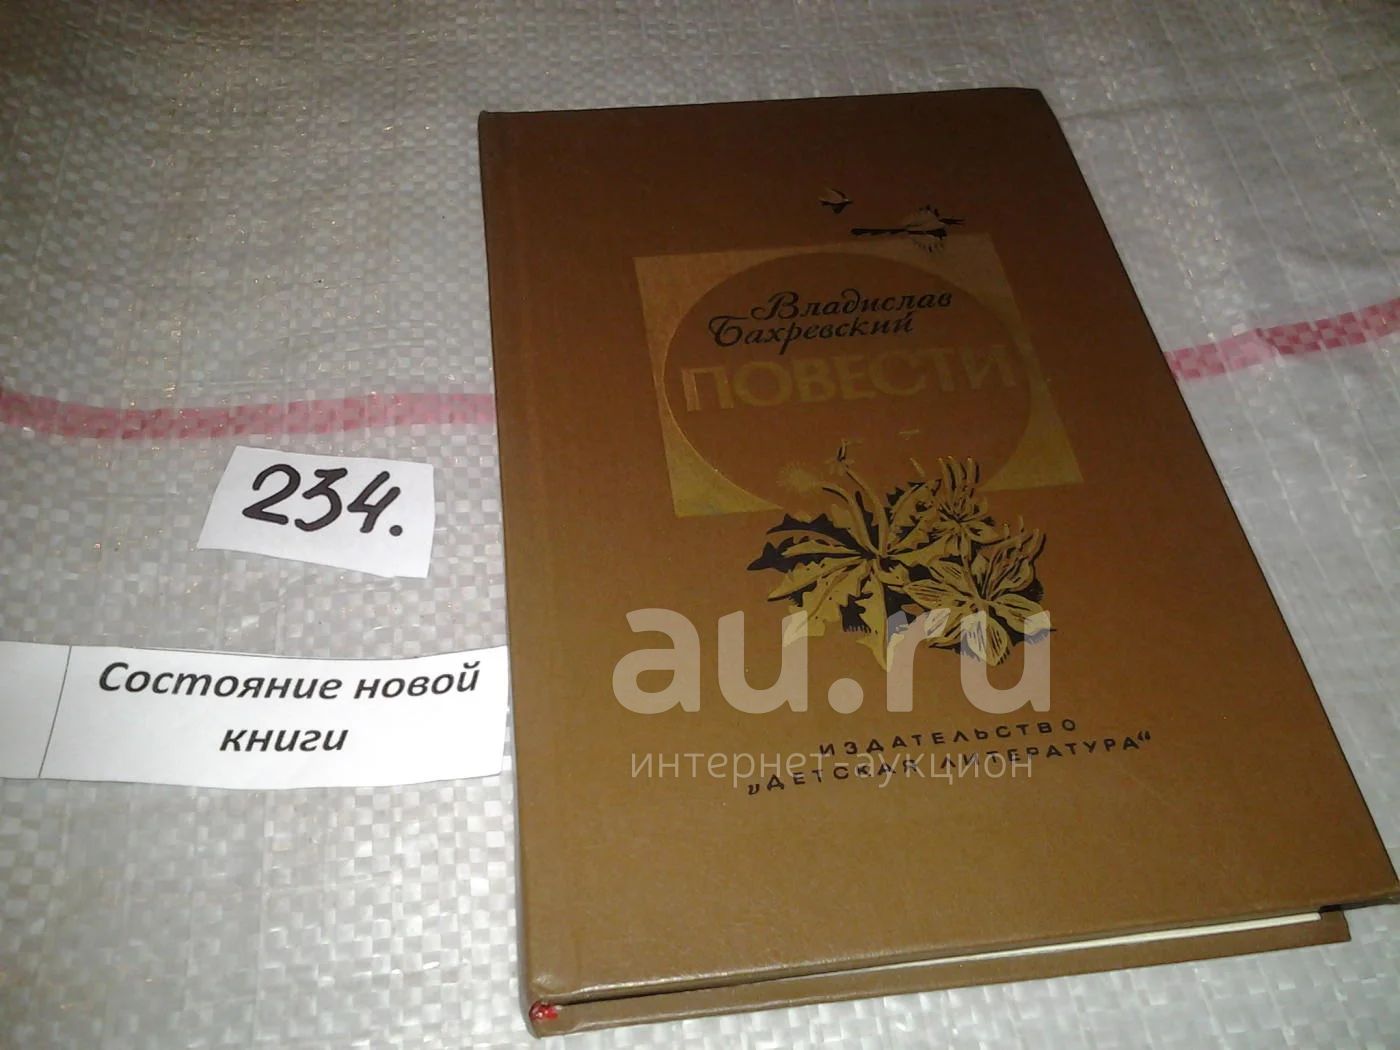 Владислав
Бахревский
ПОВЕСТИ
234.
Состояние новой
книги
au.ru
интернет-аукцион
ИЗДАТЕЛЬСТВО
„ДЕТСКАЯ ЛИТЕРАТУРА“